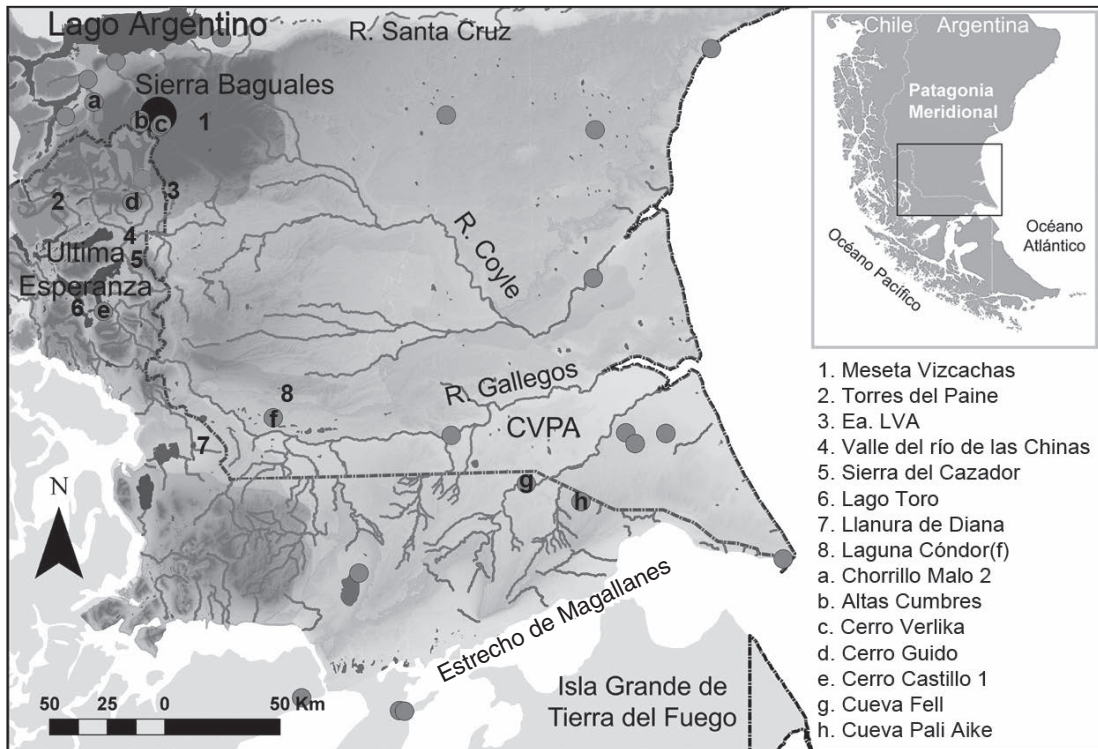 Lago Argentino
R. Santa Cruz
Sierra Baguales
a
b
c
1
2
3
d
4
Ultima
5
Esperanza
6
e
R. Coyle
8
f
R. Gallegos
CVPA
7
g
h
N
Estrecho de Magallanes
Isla Grande de
Tierra del Fuego
50 25 0 50 Km
Chile Argentina
Patagonia
Meridional
Océano
Atlántico
Océano Pacífico
1. Meseta Vizcachas
2. Torres del Paine
3. Ea. LVA
4. Valle del río de las Chinas
5. Sierra del Cazador
6. Lago Toro
7. Llanura de Diana
8. Laguna Cóndor(f)
a. Chorrillo Malo 2
b. Altas Cumbres
c. Cerro Verlika
d. Cerro Guido
e. Cerro Castillo 1
g. Cueva Fell
h. Cueva Pali Aike